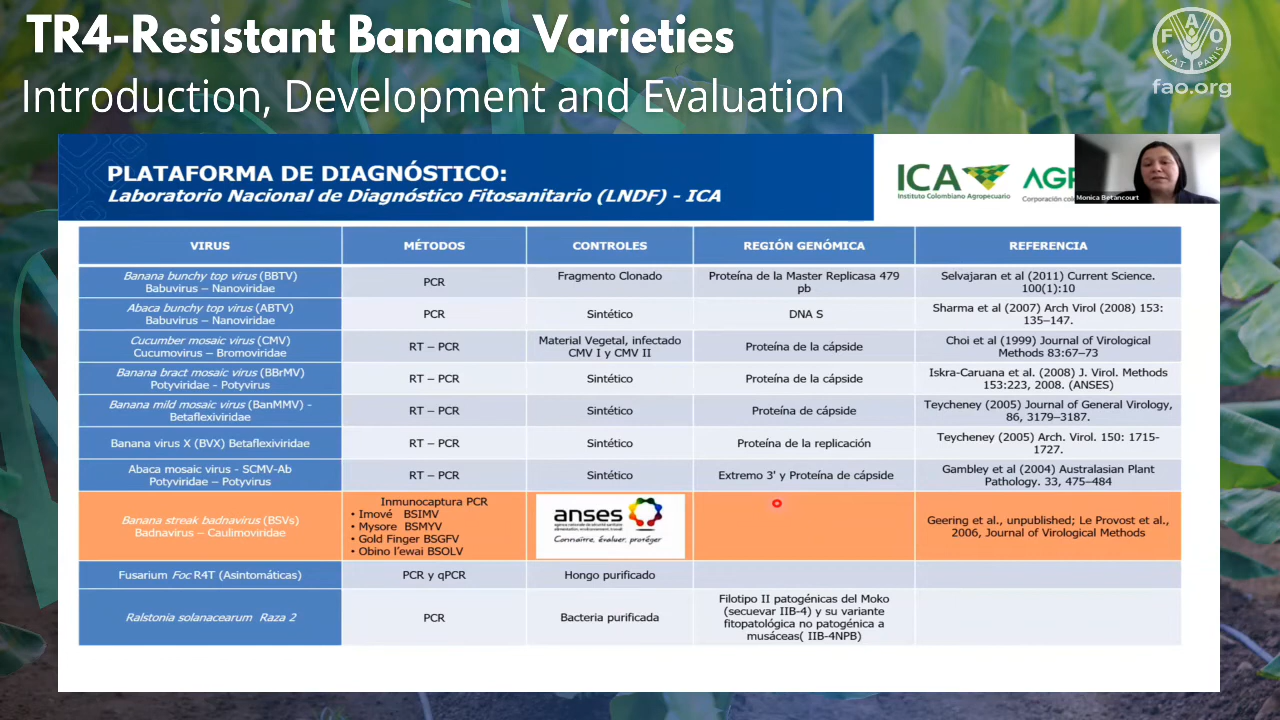 TR4-Resistant Banana Varieties
Introduction, Development and Evaluation
F A O
FIAT PANIS
fao.org
PLATAFORMA DE DIAGNÓSTICO:
Laboratorio Nacional de Diagnóstico Fitosanitario (LNDF) - ICA
ICA
Instituto Colombiano Agropecuario
Monica Betancourt
VIRUS MÉTODOS CONTROLES REGIÓN GENÓMICA REFERENCIA
Banana bunchy top virus (BBTV)
Babuvirus – Nanoviridae
PCR
Fragmento Clonado
Proteína de la Master Replicasa 479
pb
Selvajaran et al (2011) Current Science.
100(1):10
Abaca bunchy top virus (ABTV)
Babuvirus – Nanoviridae
PCR
Sintético
DNA S
Sharma et al (2007) Arch Virol (2008) 153:
135–147.
Cucumber mosaic virus (CMV)
Cucumovirus – Bromoviridae
RT – PCR
Material Vegetal, infectado
CMV I y CMV II
Proteína de la cápside
Choi et al (1999) Journal of Virological
Methods 83:67–73
Banana bract mosaic virus (BBrMV)
Potyviridae - Potyvirus
RT – PCR
Sintético
Proteína de la cápside
Iskra-Caruana et al. (2008) J. Virol. Methods
153:223, 2008. (ANSES)
Banana mild mosaic virus (BanMMV) -
Betaflexiviridae
RT – PCR
Sintético
Proteína de cápside
Teycheney (2005) Journal of General Virology,
86, 3179–3187.
Banana virus X (BVX) Betaflexiviridae
RT – PCR
Sintético
Proteína de la replicación
Teycheney (2005) Arch. Virol. 150: 1715-
1727.
Abaca mosaic virus - SCMV-Ab
Potyviridae – Potyvirus
RT – PCR
Sintético
Extremo 3' y Proteína de cápside
Gambley et al (2004) Australasian Plant
Pathology. 33, 475–484
Banana streak badnavirus (BSVs)
Badnavirus – Caulimoviridae
Inmunocaptura PCR
• Imové BSIMV
• Mysore BSMYV
• Gold Finger BSGFV
• Obino l'ewai BSOLV
anses
Connaître, évaluer, protéger
Geering et al., unpublished; Le Provost et al.,
2006, Journal of Virological Methods
Fusarium Foc R4T (Asintomáticas)
PCR y qPCR
Hongo purificado
Ralstonia solanacearum Raza 2
PCR
Bacteria purificada
Filotipo II patogénicas del Moko
(secuevar IIB-4) y su variante
fitopatológica no patogénica a
musáceas( IIB-4NPB)